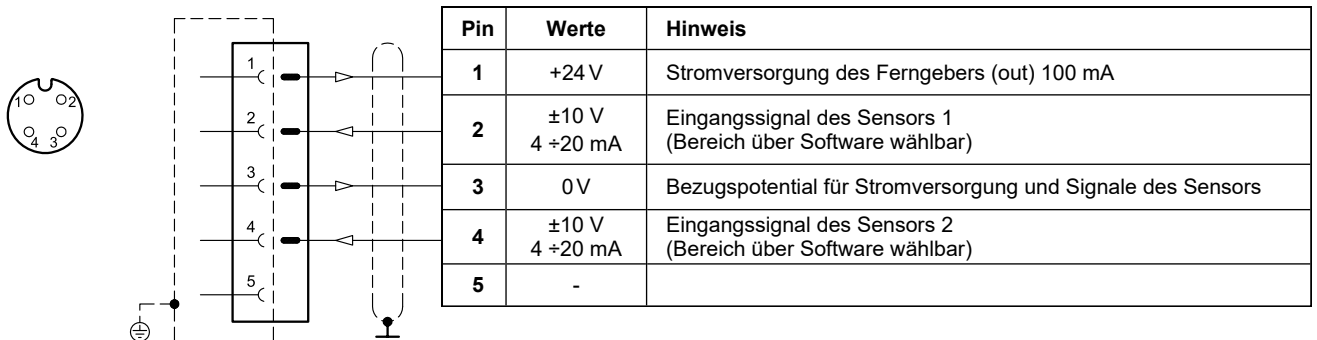 1 2
4 3
1
2
3
4
5
Pin Werte Hinweis
1 +24 V Stromversorgung des Ferngebers (out) 100 mA
2 ±10 V
4 ÷20 mA Eingangssignal des Sensors 1
(Bereich über Software wählbar)
3 0 V Bezugspotential für Stromversorgung und Signale des Sensors
4 ±10 V
4 ÷20 mA Eingangssignal des Sensors 2
(Bereich über Software wählbar)
5 -